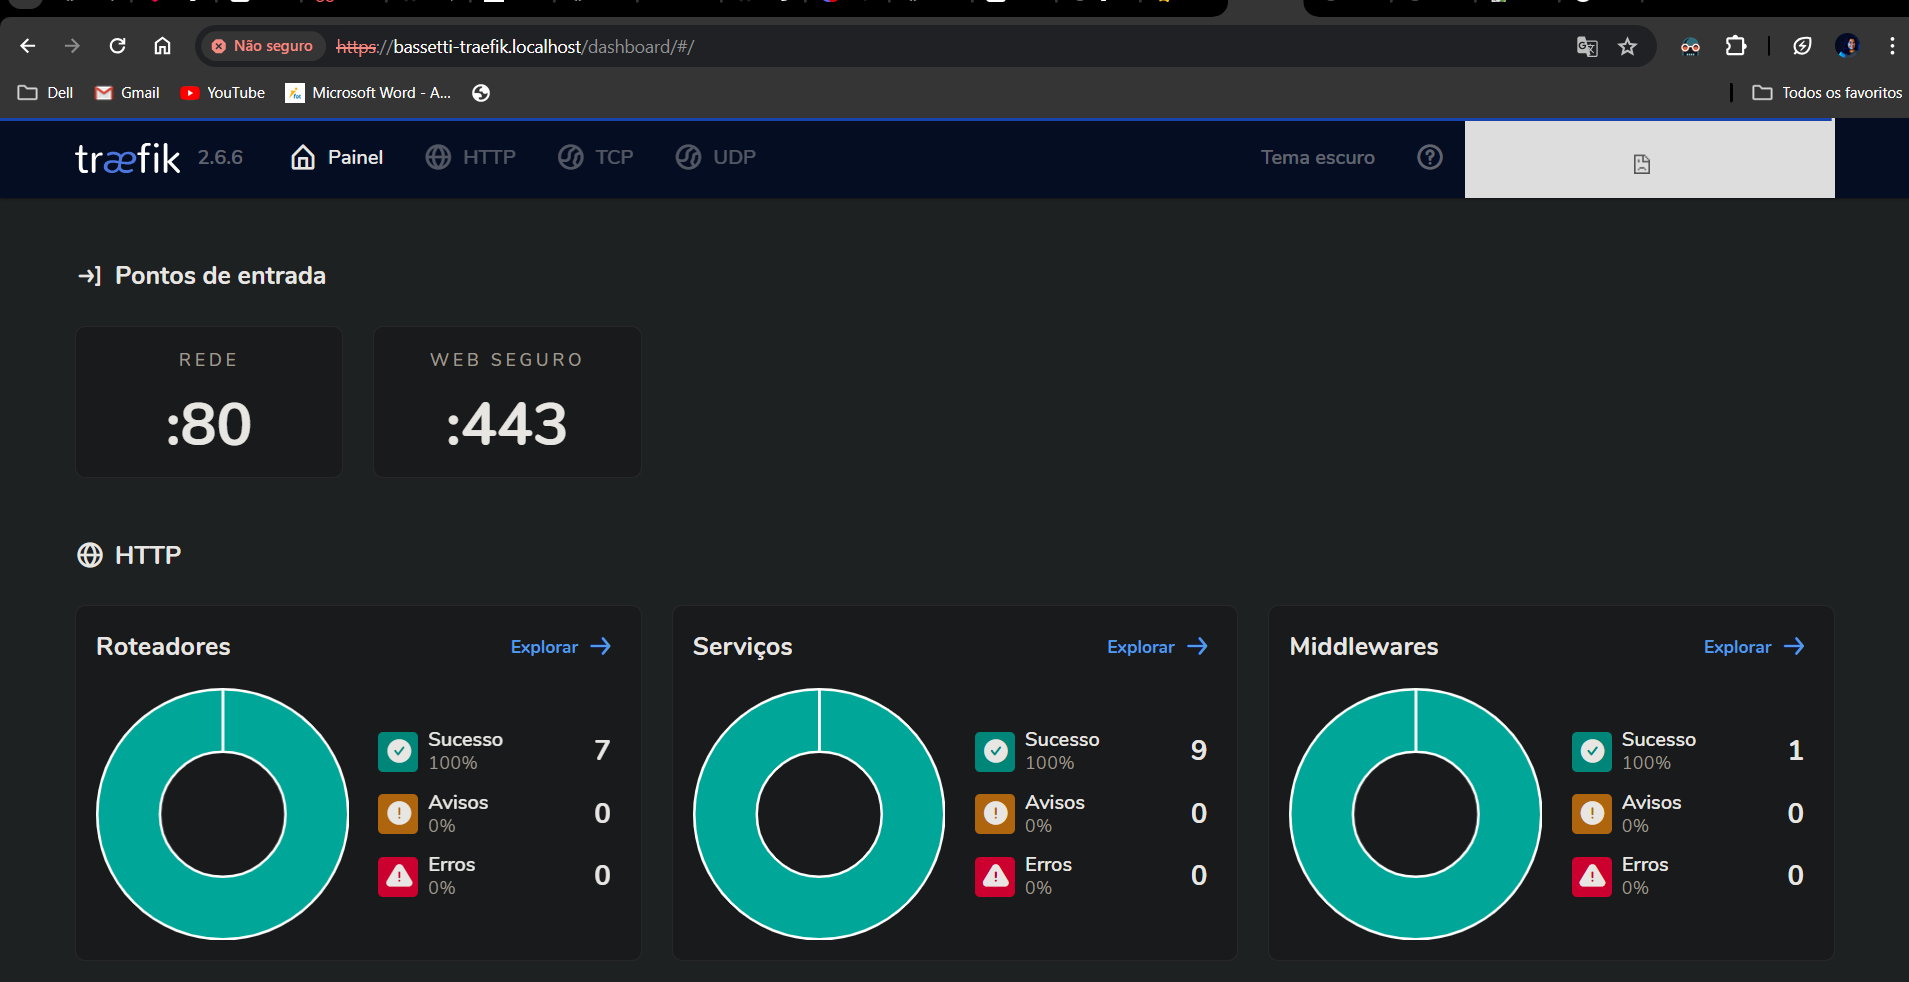 Não seguro https://bassetti-traefik.localhost/dashboard/#/
Dell Gmail YouTube Microsoft Word - A... Todos os favoritos
træfik 2.6.6 Painel HTTP TCP UDP Tema escuro
Pontos de entrada
REDE WEB SEGURO
:80 :443
HTTP
Roteadores Explorar Serviços Explorar Middlewares Explorar
Sucesso 7 Sucesso 9 Sucesso 1
100% 100% 100%
Avisos 0 Avisos 0 Avisos 0
0% 0% 0%
Erros 0 Erros 0 Erros 0
0% 0% 0%